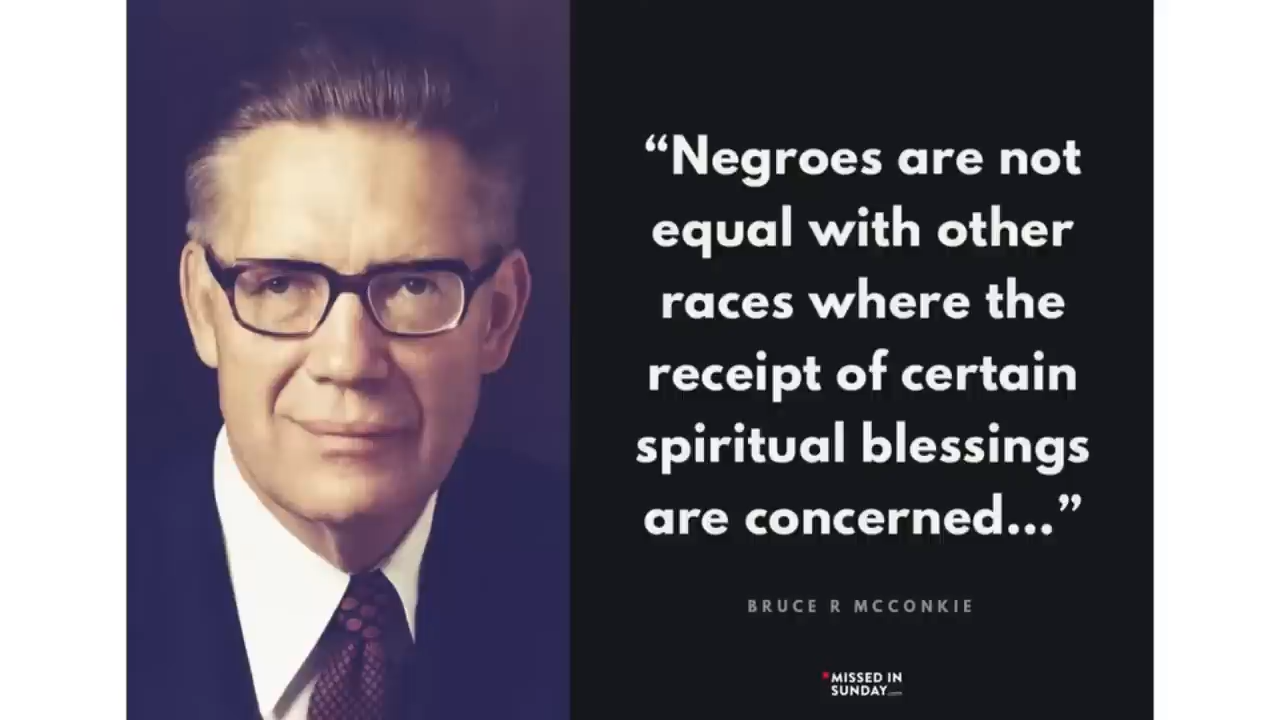 “Negroes are not
equal with other
races where the
receipt of certain
spiritual blessings
are concerned...”
BRUCE R MCCONKIE
MISSED IN
SUNDAY